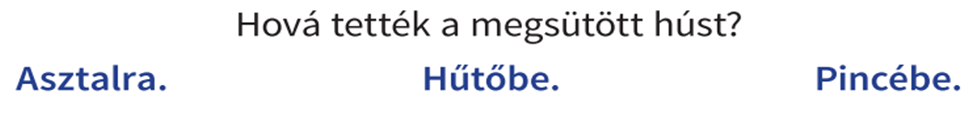 Hová tették a megsütött húst?
Asztalra. Hűtőbe. Pincébe.